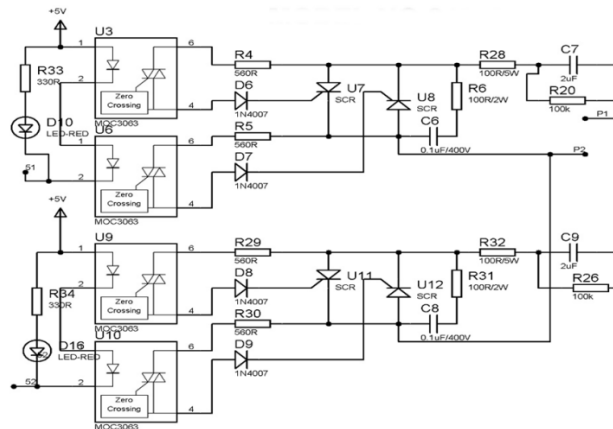 +5V
U3
1
6
R4
560R
R28
100R/5W
C7
2uF
R33
330R
2
4
D6
1N4007
U7
SCR
U8
SCR
R6
100R/2W
R20
100k
Zero
Crossing
MOC3063
D10
LED-RED
U6
1
6
R5
560R
C6
0.1uF/400V
P1
P2
51
2
4
D7
1N4007
Zero
Crossing
MOC3063
+5V
U9
1
6
R29
560R
R32
100R/5W
C9
2uF
R34
330R
2
4
D8
1N4007
U11
SCR
U12
SCR
R31
100R/2W
R26
100k
Zero
Crossing
MOC3063
D16
LED-RED
U10
6
R30
560R
C8
0.1uF/400V
52
2
4
D9
1N4007
Zero
Crossing
MOC3063